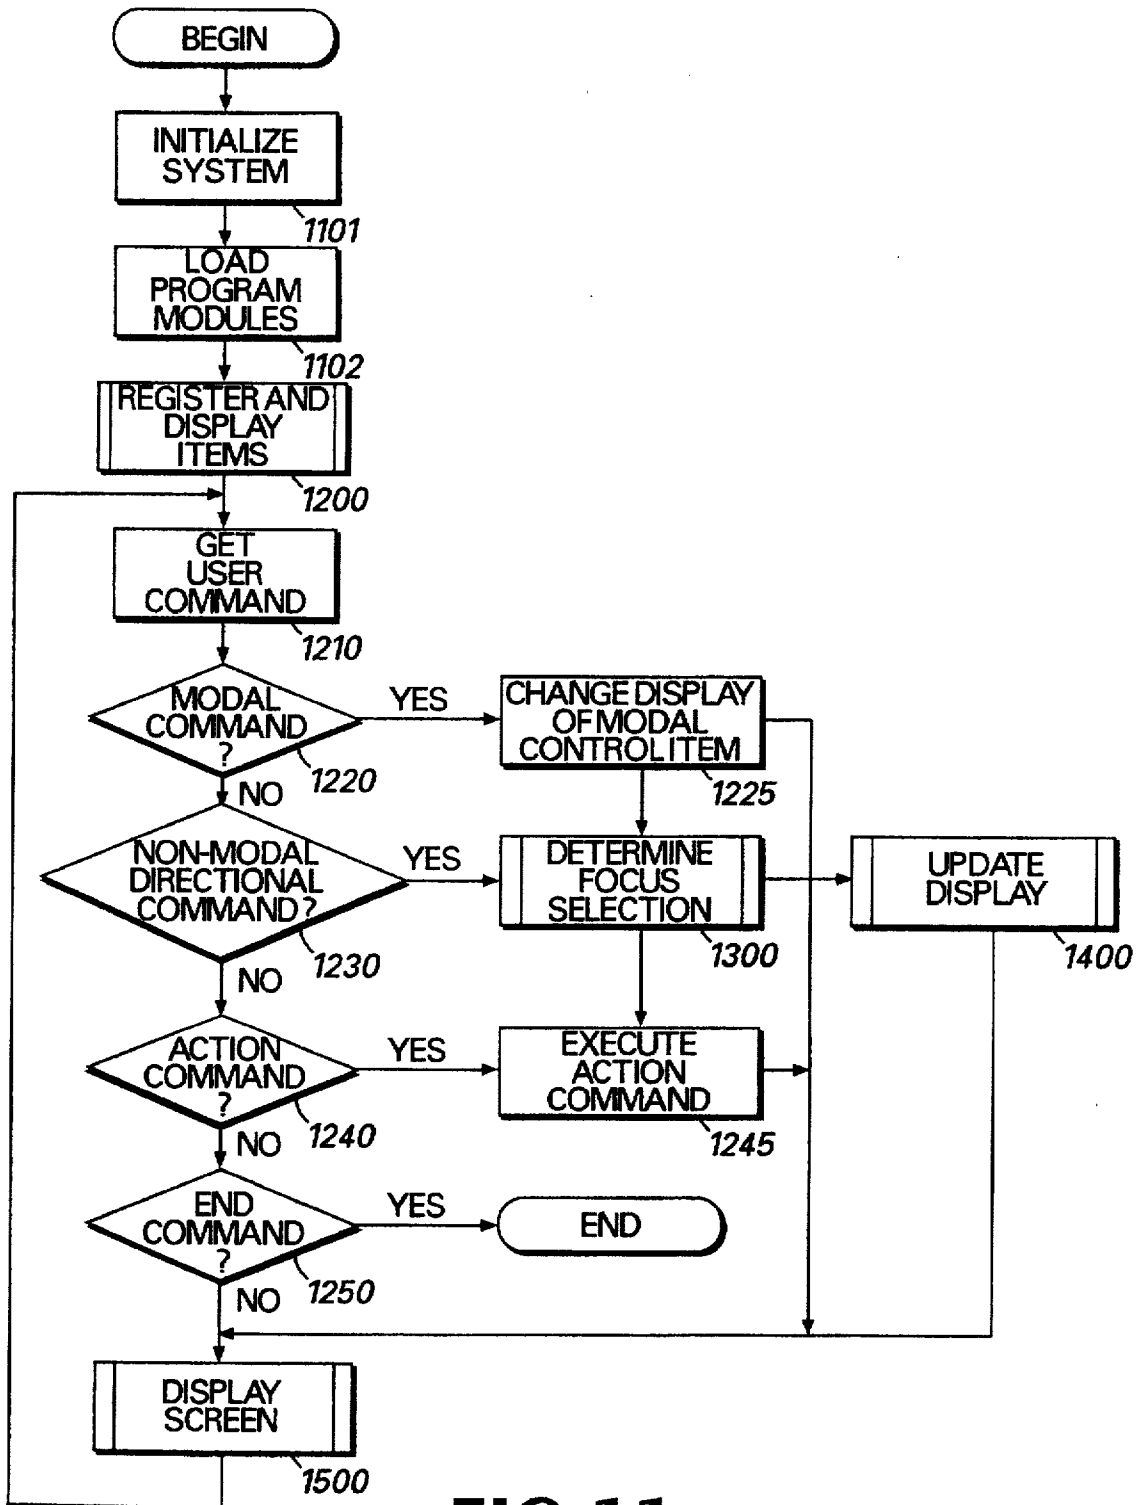 BEGIN
INITIALIZE
SYSTEM
1101
LOAD
PROGRAM
MODULES
1102
REGISTER AND
DISPLAY
ITEMS
1200
GET
USER
COMMAND
1210
MODAL
COMMAND
?
1220
YES
NO
CHANGE DISPLAY
OF MODAL
CONTROL ITEM
1225
NON-MODAL
DIRECTIONAL
COMMAND?
1230
YES
NO
DETERMINE
FOCUS
SELECTION
1300
UPDATE
DISPLAY
1400
ACTION
COMMAND
?
1240
YES
NO
EXECUTE
ACTION
COMMAND
1245
END
COMMAND
?
1250
YES
NO
END
DISPLAY
SCREEN
1500
FIG. 11